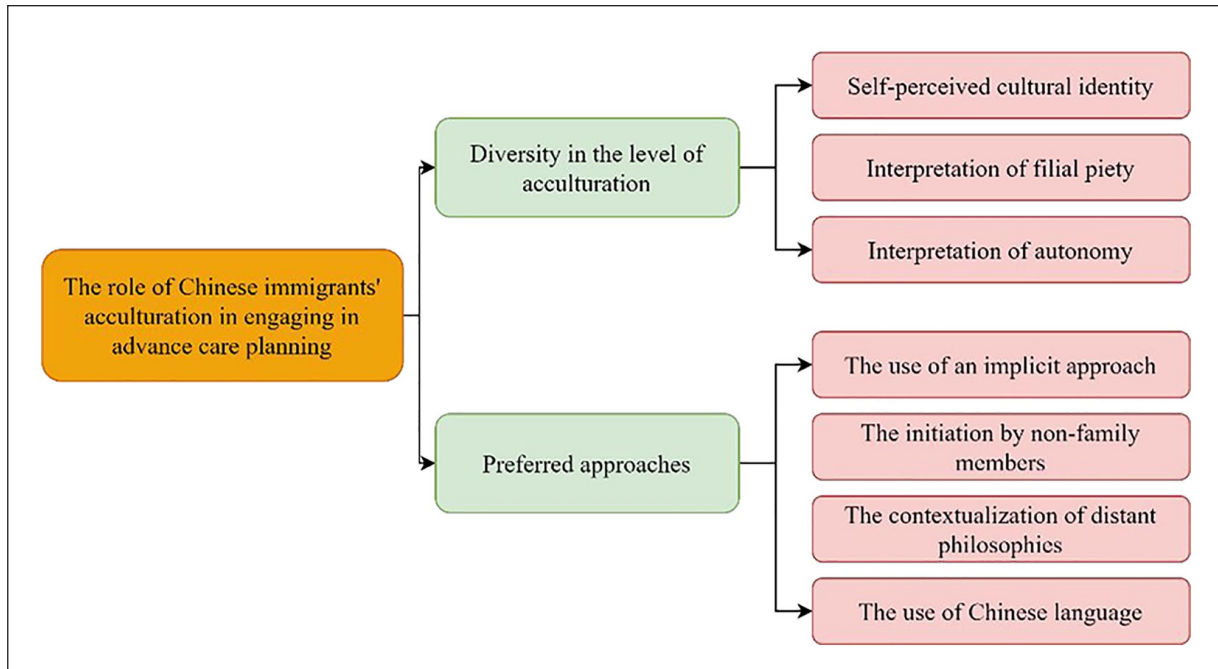 The role of Chinese immigrants'
acculturation in engaging in
advance care planning
Diversity in the level of
acculturation
Preferred approaches
Self-perceived cultural identity
Interpretation of filial piety
Interpretation of autonomy
The use of an implicit approach
The initiation by non-family
members
The contextualization of distant
philosophies
The use of Chinese language